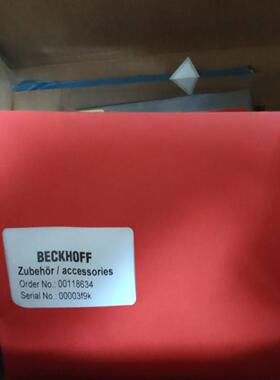 BECKHOFF
Zubehör / accessories
Order No.: 00118634
Serial No.: 00003f9k